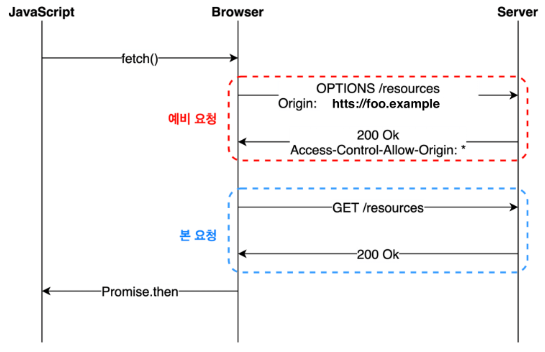 JavaScript
Browser
Server
fetch()
OPTIONS /resources
Origin: htts://foo.example
예비 요청
200 Ok
Access-Control-Allow-Origin: *
GET /resources
본 요청
200 Ok
Promise.then